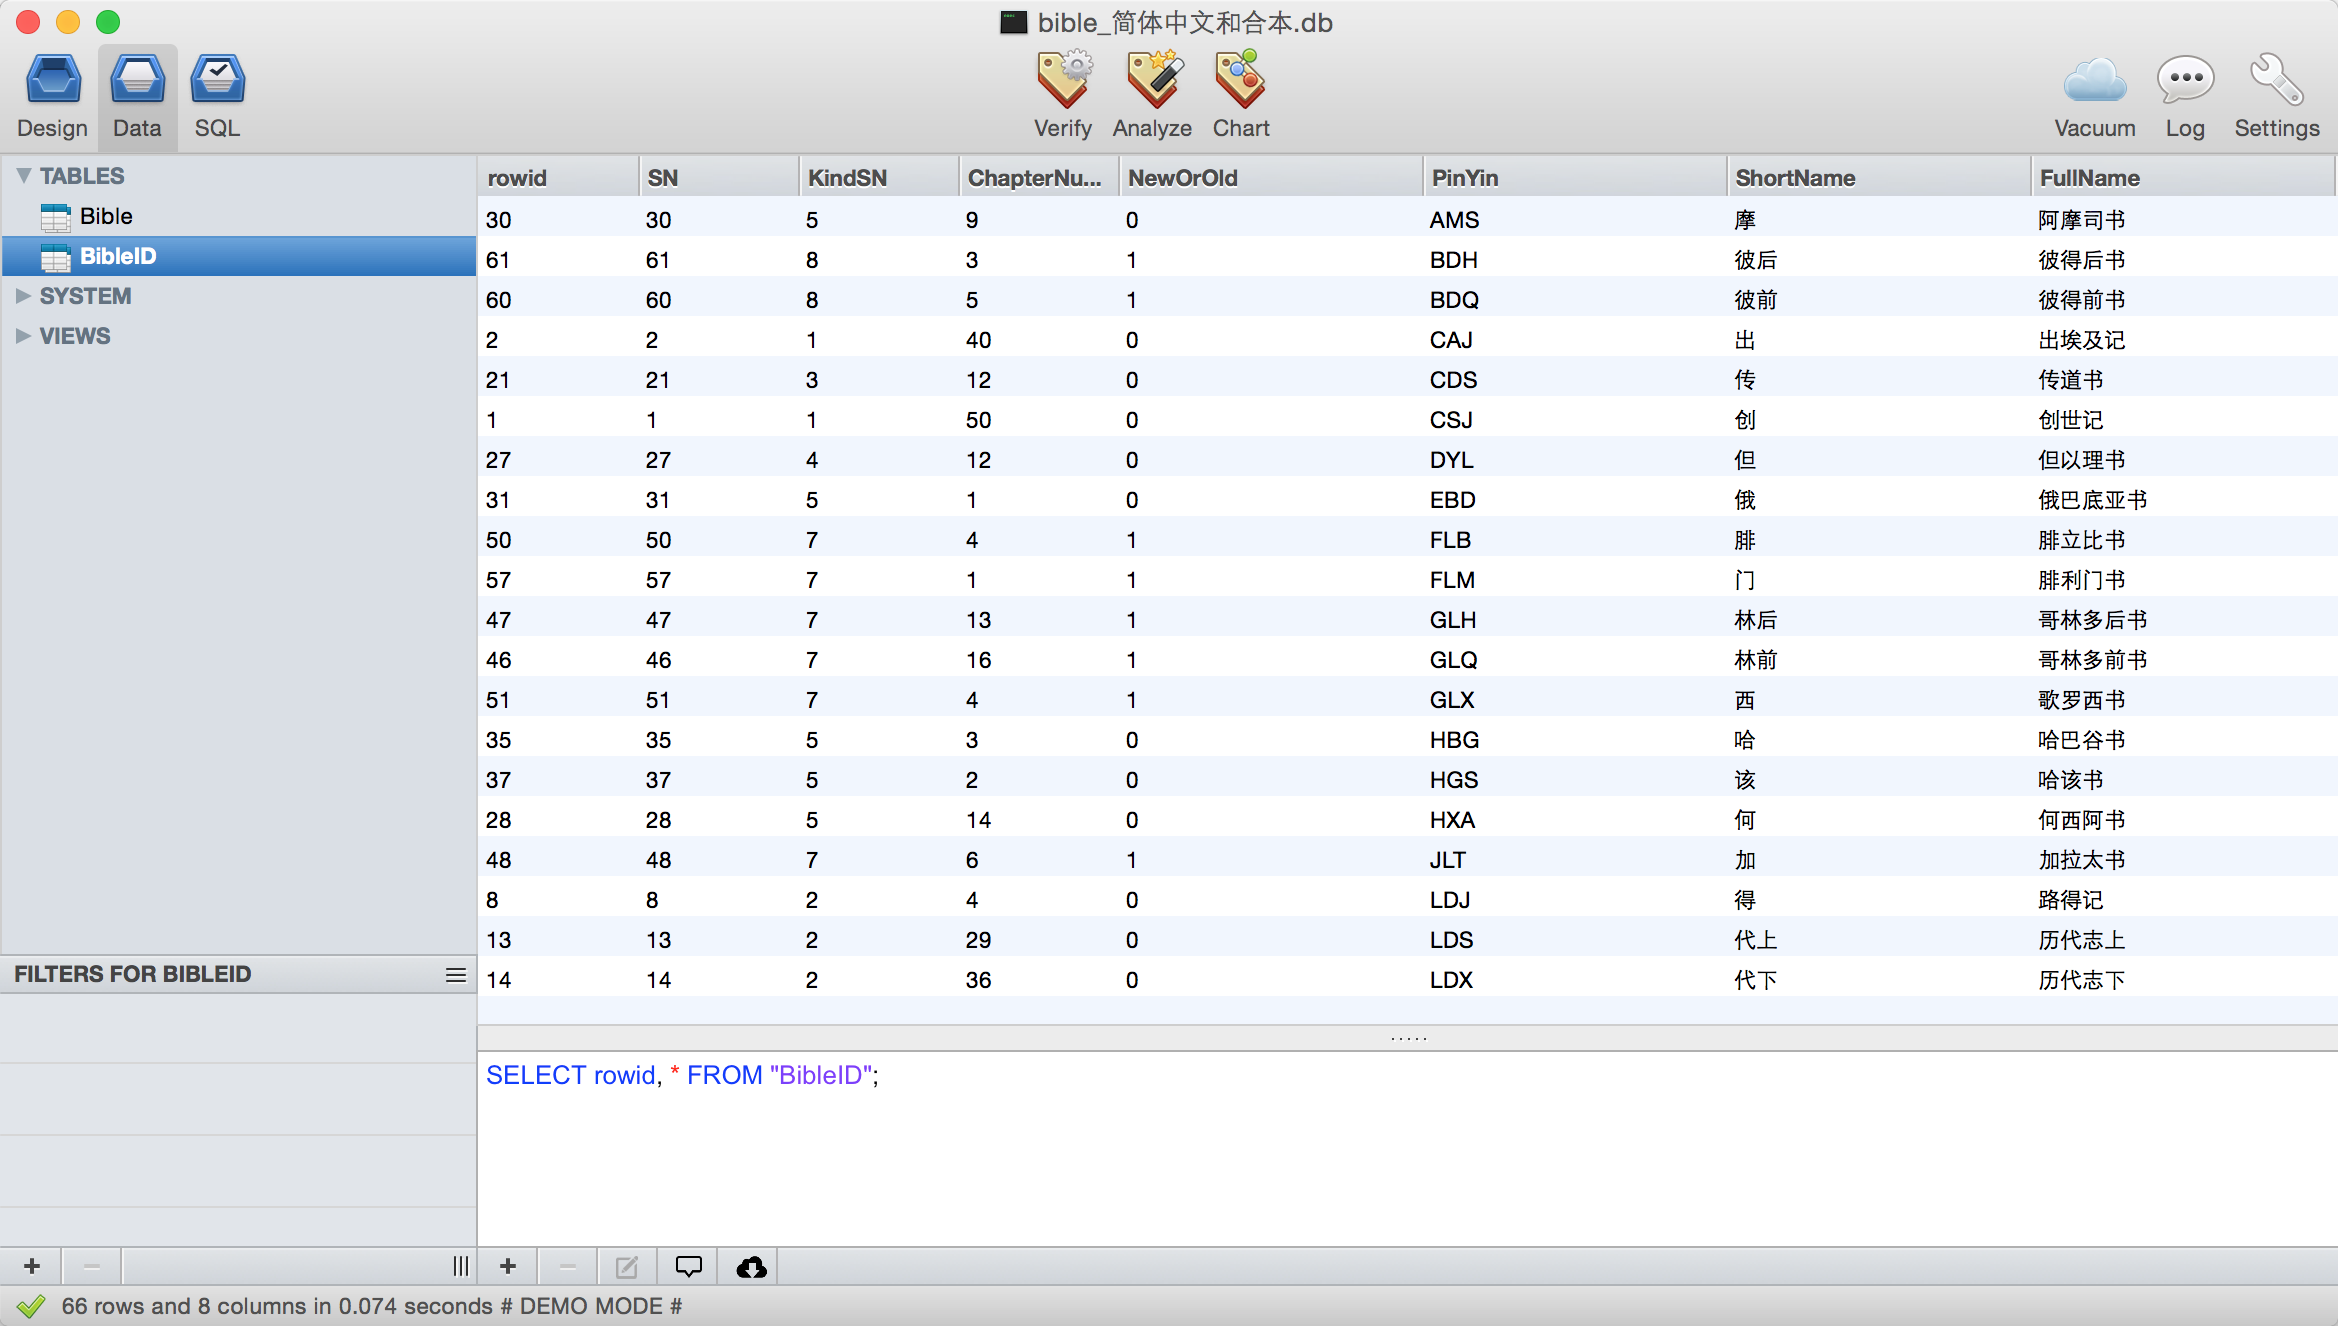 bible_简体中文和合本.db
Design Data SQL Verify Analyze Chart Vacuum Log Settings
TABLES
Bible
BibleID
SYSTEM
VIEWS
rowid SN KindSN ChapterNu... NewOrOld PinYin ShortName FullName
30 30 5 9 0 AMS 摩 阿摩司书
61 61 8 3 1 BDH 彼后 彼得后书
60 60 8 5 1 BDQ 彼前 彼得前书
2 2 1 40 0 CAJ 出 出埃及记
21 21 3 12 0 CDS 传 传道书
1 1 1 50 0 CSJ 创 创世记
27 27 4 12 0 DYL 但 但以理书
31 31 5 1 0 EBD 俄 俄巴底亚书
50 50 7 4 1 FLB 腓 腓立比书
57 57 7 1 1 FLM 门 腓利门书
47 47 7 13 1 GLH 林后 哥林多后书
46 46 7 16 1 GLQ 林前 哥林多前书
51 51 7 4 1 GLX 西 歌罗西书
35 35 5 3 0 HBG 哈 哈巴谷书
37 37 5 2 0 HGS 该 哈该书
28 28 5 14 0 HXA 何 何西阿书
48 48 7 6 1 JLT 加 加拉太书
8 8 2 4 0 LDJ 得 路得记
13 13 2 29 0 LDS 代上 历代志上
14 14 2 36 0 LDX 代下 历代志下
FILTERS FOR BIBLEID
SELECT rowid, * FROM "BibleID";
66 rows and 8 columns in 0.074 seconds # DEMO MODE #